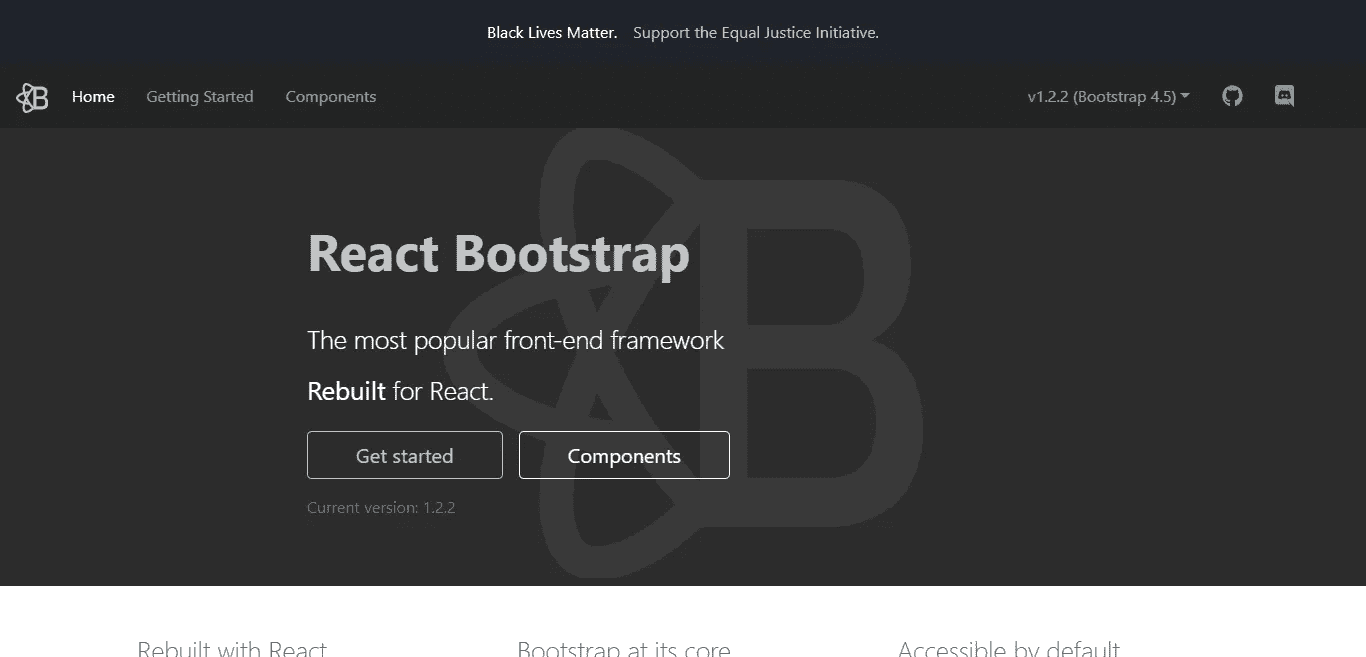 Black Lives Matter. Support the Equal Justice Initiative.
B Home Getting Started Components v1.2.2 (Bootstrap 4.5)
B
React Bootstrap
The most popular front-end framework
Rebuilt for React.
Get started Components
Current version: 1.2.2
Rebuilt with React Bootstrap at its core Accessible by default